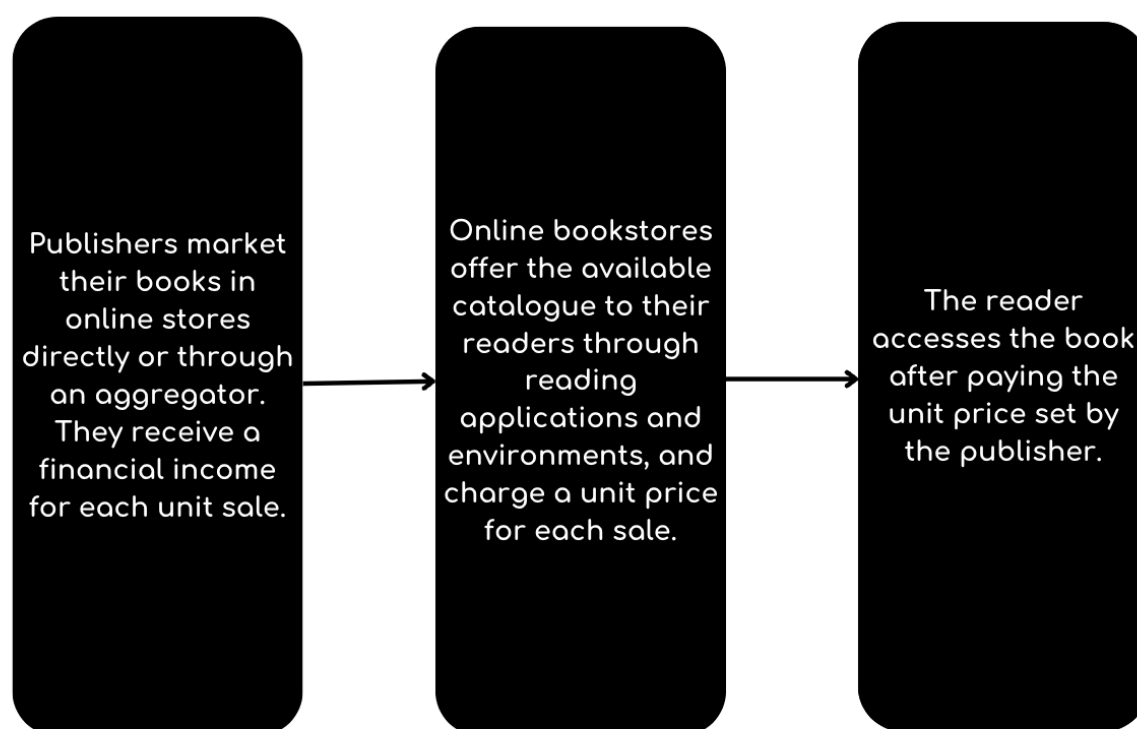 Publishers market
their books in
online stores
directly or through
an aggregator.
They receive a
financial income
for each unit sale.
Online bookstores
offer the available
catalogue to their
readers through
reading
applications and
environments, and
charge a unit price
for each sale.
The reader
accesses the book
after paying the
unit price set by
the publisher.